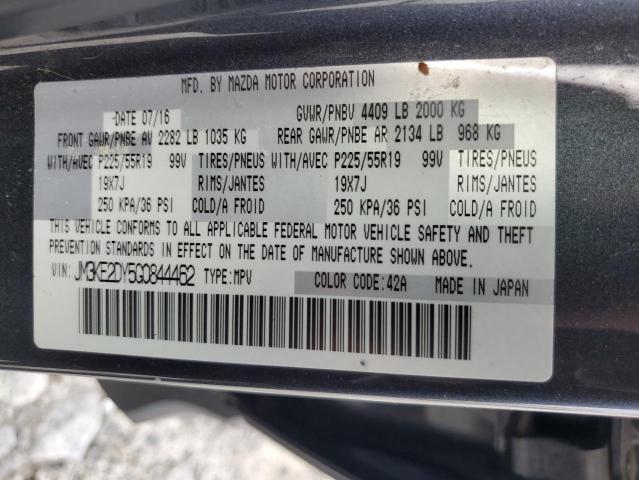 MFD. BY MAZDA MOTOR CORPORATION
DATE 07/16 GVWR/PNBV 4409 LB 2000 KG
FRONT GAWR/PNBE AV 2282 LB 1035 KG REAR GAWR/PNBE AR 2134 LB 968 KG
WITH/AVEC P225/55R19 99V TIRES/PNEUS WITH/AVEC P225/55R19 99V TIRES/PNEUS
19X7J RIMS/JANTES 19X7J RIMS/JANTES
250 KPA/36 PSI COLD/A FROID 250 KPA/36 PSI COLD/A FROID
THIS VEHICLE CONFORMS TO ALL APPLICABLE FEDERAL MOTOR VEHICLE SAFETY AND THEFT
PREVENTION STANDARDS IN EFFECT ON THE DATE OF MANUFACTURE SHOWN ABOVE.
VIN: JM3KE2DY5G0844462 TYPE:MPV COLOR CODE:42A MADE IN JAPAN